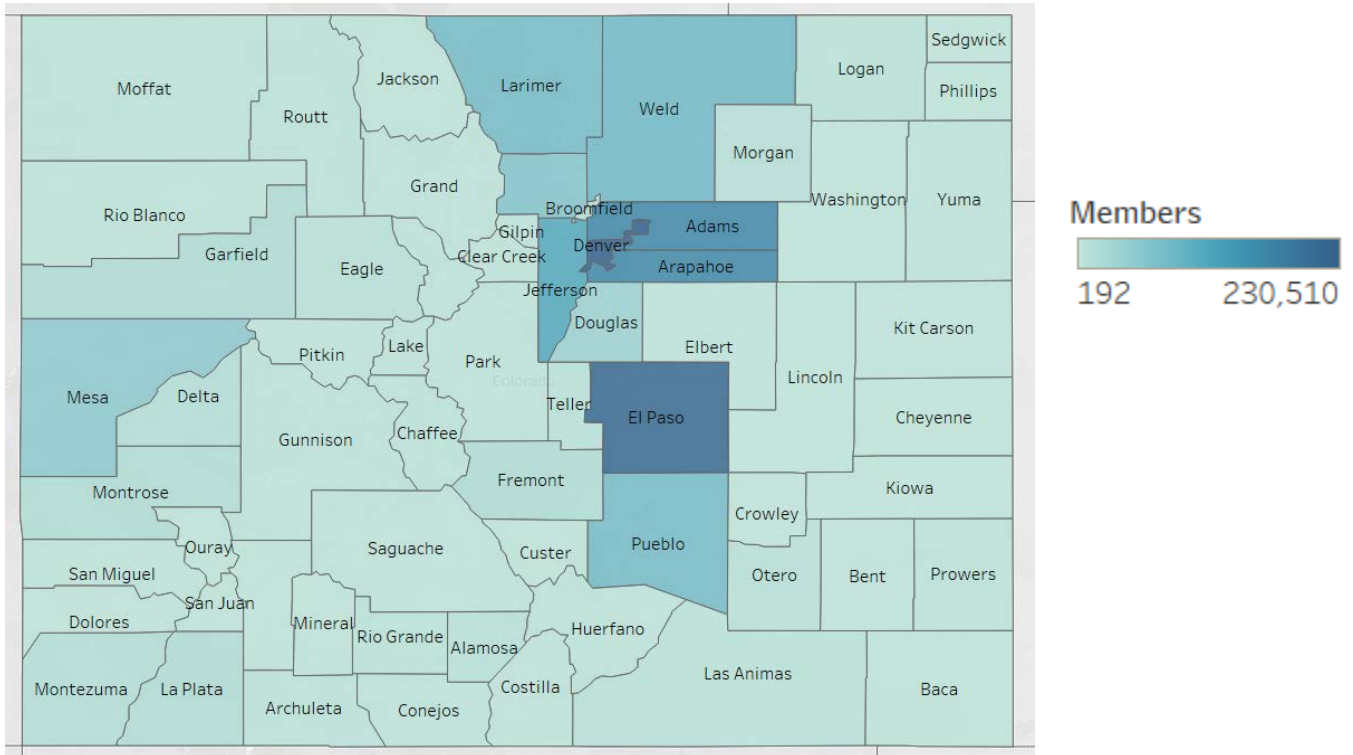 Sedgwick
Jackson
Logan
Larimer
Moffat
Phillips
Weld
Routt
Morgan
Grand
Washington
Yuma
Broomfield
Rio Blanco
Members
Gilpin
Adams
Denver
Garfield
Clear Creek
Eagle
Arapahoe
Jefferson
192
230,510
Douglas
Kit Carson
Elbert
Lake
Pitkin
Park
Lincoln
Colorado
Mesa
Delta
Teller
El Paso
Cheyenne
Chaffee
Gunnison
Fremont
Kiowa
Montrose
Crowley
Pueblo
Ouray
Saguache
Custer
San Miguel
Otero
Bent
Prowers
San Juan
Dolores
Mineral
Huerfano
Rio Grande
Alamosa
Las Animas
Montezuma
La Plata
Costilla
Baca
Archuleta
Conejos